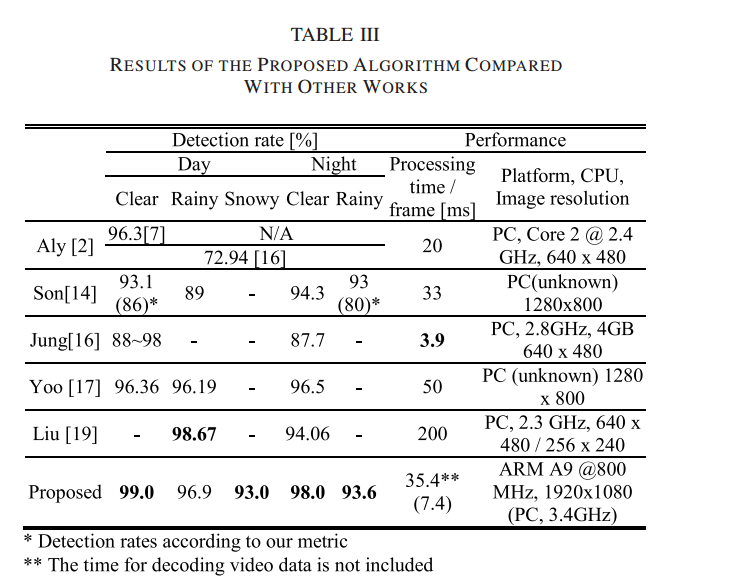 TABLE III
RESULTS OF THE PROPOSED ALGORITHM COMPARED
WITH OTHER WORKS
Detection rate [%] Performance
Day Night Processing time / frame [ms] Platform, CPU, Image resolution
Clear Rainy Snowy Clear Rainy
Aly [2] 96.3[7] N/A 20 PC, Core 2 @ 2.4 GHz, 640 x 480
72.94 [16]
Son[14] 93.1 (86)* 89 - 94.3 93 (80)* 33 PC(unknown) 1280x800
Jung[16] 88~98 - - 87.7 - 3.9 PC, 2.8GHz, 4GB 640 x 480
Yoo [17] 96.36 96.19 - 96.5 - 50 PC (unknown) 1280 x 800
Liu [19] - 98.67 - 94.06 - 200 PC, 2.3 GHz, 640 x 480 / 256 x 240
Proposed 99.0 96.9 93.0 98.0 93.6 35.4** (7.4) ARM A9 @800 MHz, 1920x1080 (PC, 3.4GHz)
* Detection rates according to our metric
** The time for decoding video data is not included